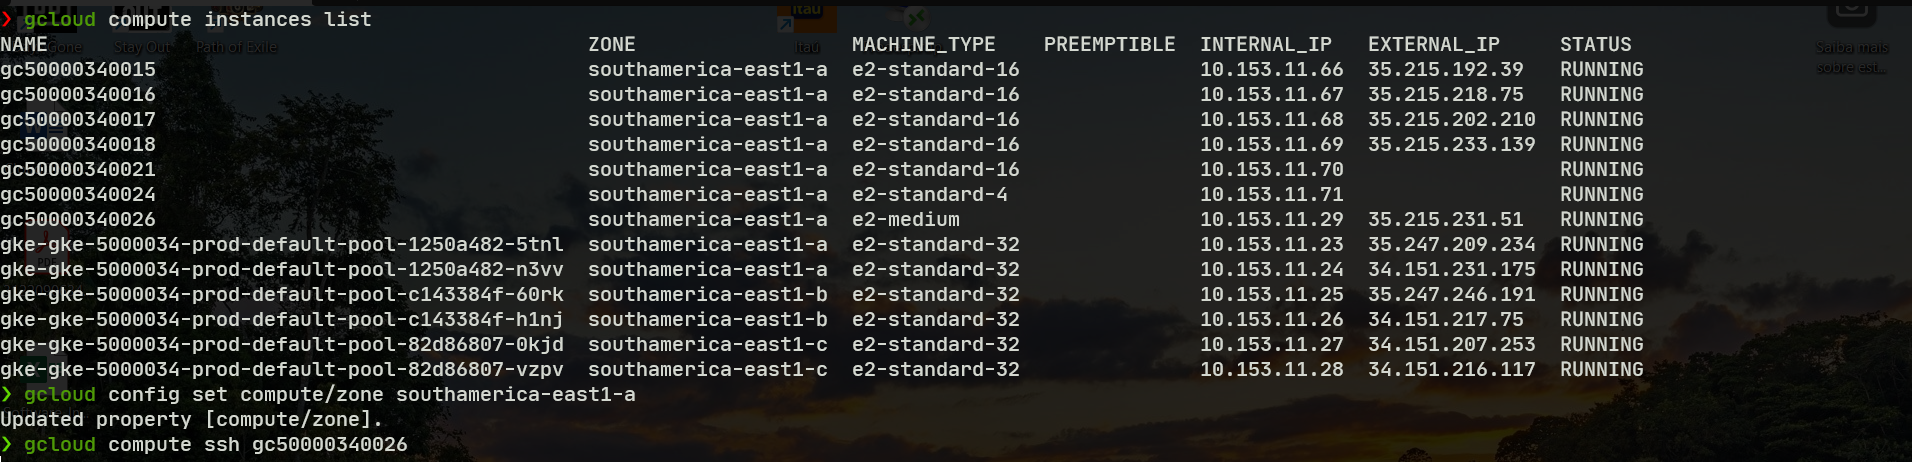 ❯ gcloud compute instances list
NAME ZONE MACHINE_TYPE PREEMPTIBLE INTERNAL_IP EXTERNAL_IP STATUS
gc50000340015 southamerica-east1-a e2-standard-16 10.153.11.66 35.215.192.39 RUNNING
gc50000340016 southamerica-east1-a e2-standard-16 10.153.11.67 35.215.218.75 RUNNING
gc50000340017 southamerica-east1-a e2-standard-16 10.153.11.68 35.215.202.210 RUNNING
gc50000340018 southamerica-east1-a e2-standard-16 10.153.11.69 35.215.233.139 RUNNING
gc50000340021 southamerica-east1-a e2-standard-16 10.153.11.70 RUNNING
gc50000340024 southamerica-east1-a e2-standard-4 10.153.11.71 RUNNING
gc50000340026 southamerica-east1-a e2-medium 10.153.11.29 35.215.231.51 RUNNING
gke-gke-5000034-prod-default-pool-1250a482-5tnl southamerica-east1-a e2-standard-32 10.153.11.23 35.247.209.234 RUNNING
gke-gke-5000034-prod-default-pool-1250a482-n3vv southamerica-east1-a e2-standard-32 10.153.11.24 34.151.231.175 RUNNING
gke-gke-5000034-prod-default-pool-c143384f-60rk southamerica-east1-b e2-standard-32 10.153.11.25 35.247.246.191 RUNNING
gke-gke-5000034-prod-default-pool-c143384f-h1nj southamerica-east1-b e2-standard-32 10.153.11.26 34.151.217.75 RUNNING
gke-gke-5000034-prod-default-pool-82d86807-0kjd southamerica-east1-c e2-standard-32 10.153.11.27 34.151.207.253 RUNNING
gke-gke-5000034-prod-default-pool-82d86807-vzpv southamerica-east1-c e2-standard-32 10.153.11.28 34.151.216.117 RUNNING
❯ gcloud config set compute/zone southamerica-east1-a
Updated property [compute/zone].
❯ gcloud compute ssh gc50000340026
Stay Out
Path of Exile
Itaú
Saiba mais
sobre est...